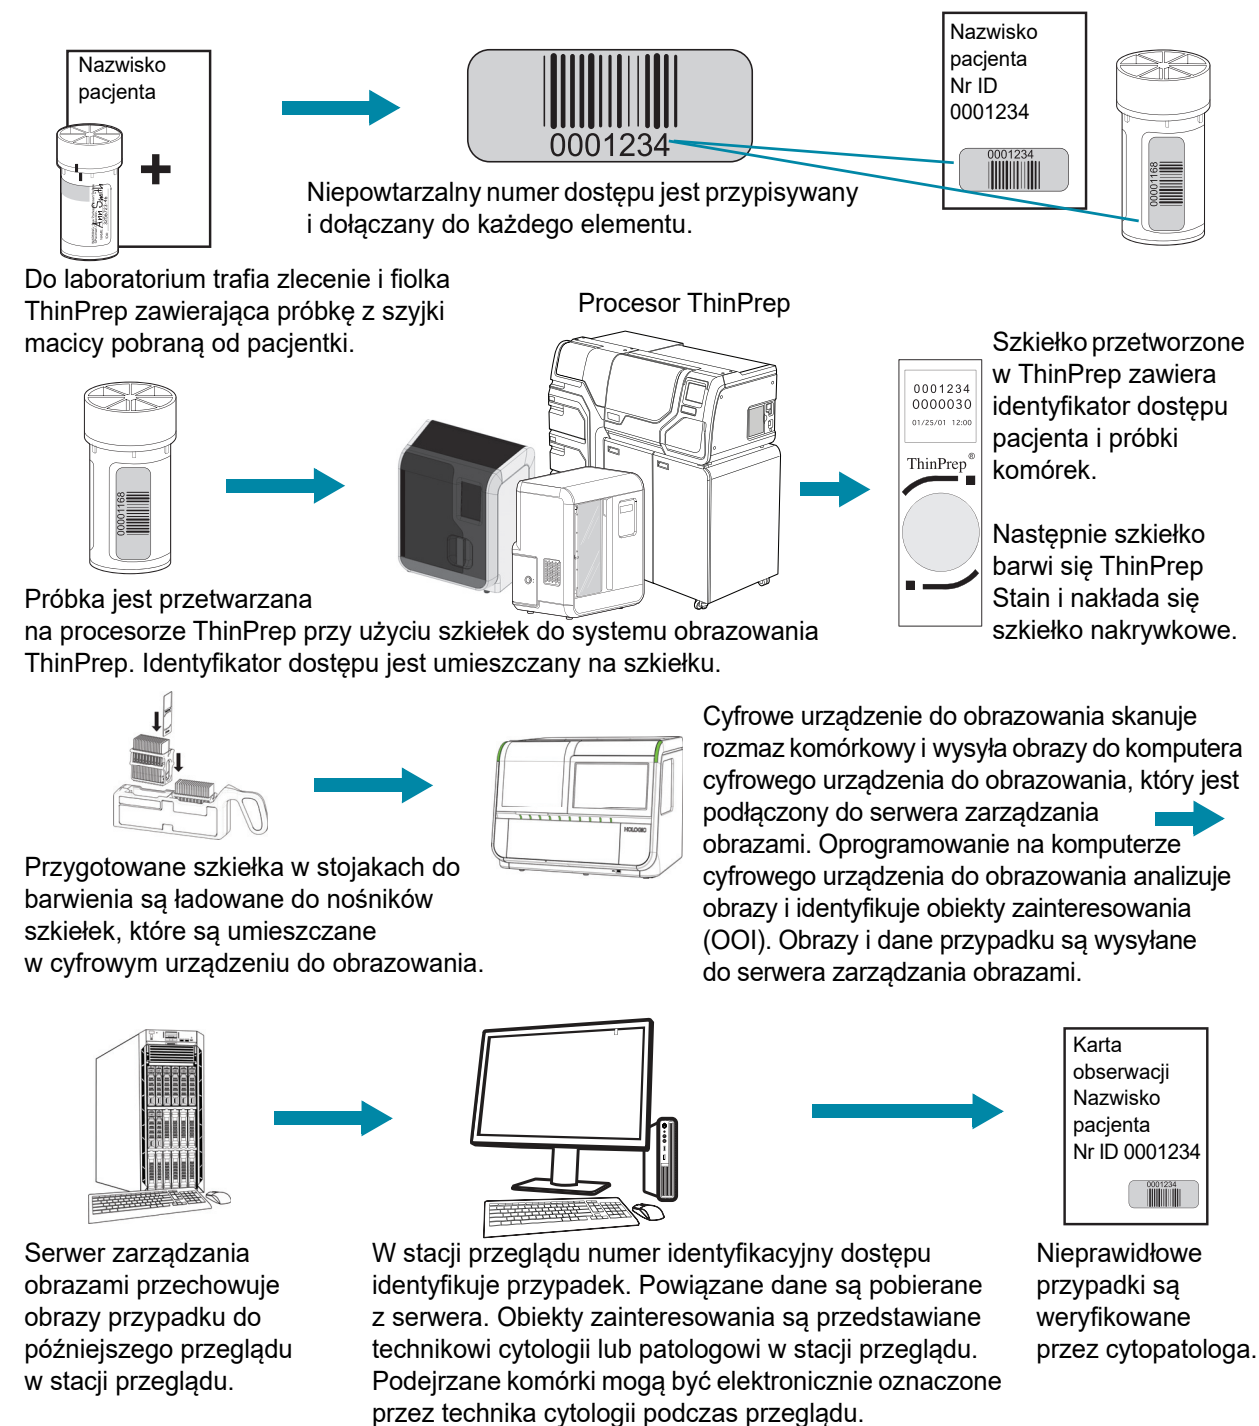 Nazwisko
pacjenta
0001234
Niepowtarzalny numer dostępu jest przypisywany
i dołączany do każdego elementu.
Nazwisko
pacjenta
Nr ID
0001234
0001234
00001168
Do laboratorium trafia zlecenie i fiolka
ThinPrep zawierająca próbkę z szyjki
macicy pobraną od pacjentki.
Procesor ThinPrep
00001168
0001234
0000030
01/25/01 12:00
ThinPrep®
Szkiełko przetworzone
w ThinPrep zawiera
identyfikator dostępu
pacjenta i próbki
komórek.
Następnie szkiełko
barwi się ThinPrep
Stain i nakłada się
szkiełko nakrywkowe.
Próbka jest przetwarzana
na procesorze ThinPrep przy użyciu szkiełek do systemu obrazowania
ThinPrep. Identyfikator dostępu jest umieszczany na szkiełku.
HOLOGIC
Przygotowane szkiełka w stojakach do
barwienia są ładowane do nośników
szkiełek, które są umieszczane
w cyfrowym urządzeniu do obrazowania.
Cyfrowe urządzenie do obrazowania skanuje
rozmaz komórkowy i wysyła obrazy do komputera
cyfrowego urządzenia do obrazowania, który jest
podłączony do serwera zarządzania
obrazami. Oprogramowanie na komputerze
cyfrowego urządzenia do obrazowania analizuje
obrazy i identyfikuje obiekty zainteresowania
(OOI). Obrazy i dane przypadku są wysyłane
do serwera zarządzania obrazami.
Serwer zarządzania
obrazami przechowuje
obrazy przypadku do
późniejszego przeglądu
w stacji przeglądu.
W stacji przeglądu numer identyfikacyjny dostępu
identyfikuje przypadek. Powiązane dane są pobierane
z serwera. Obiekty zainteresowania są przedstawiane
technikowi cytologii lub patologowi w stacji przeglądu.
Podejrzane komórki mogą być elektronicznie oznaczone
przez technika cytologii podczas przeglądu.
Karta
obserwacji
Nazwisko
pacjenta
Nr ID 0001234
0001234
Nieprawidłowe
przypadki są
weryfikowane
przez cytopatologa.